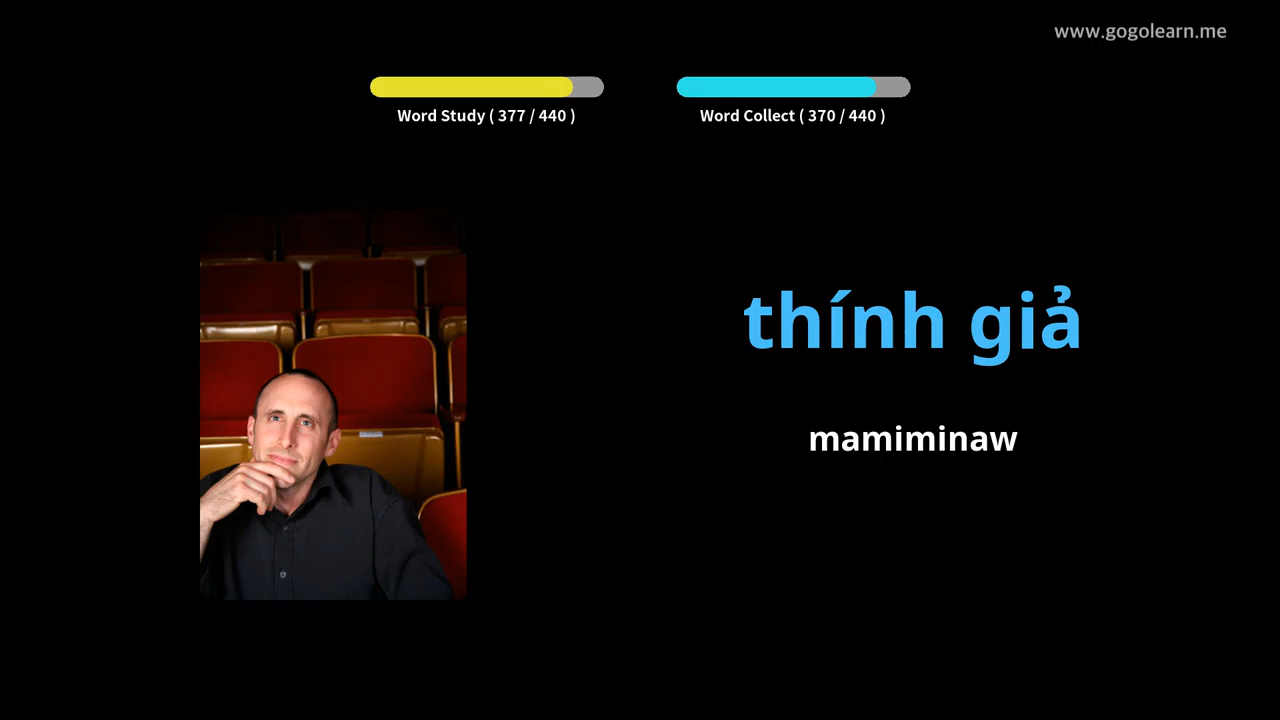 www.gogolearn.me
Word Study ( 377 / 440 )
Word Collect ( 370 / 440 )
thính giả
mamiminaw